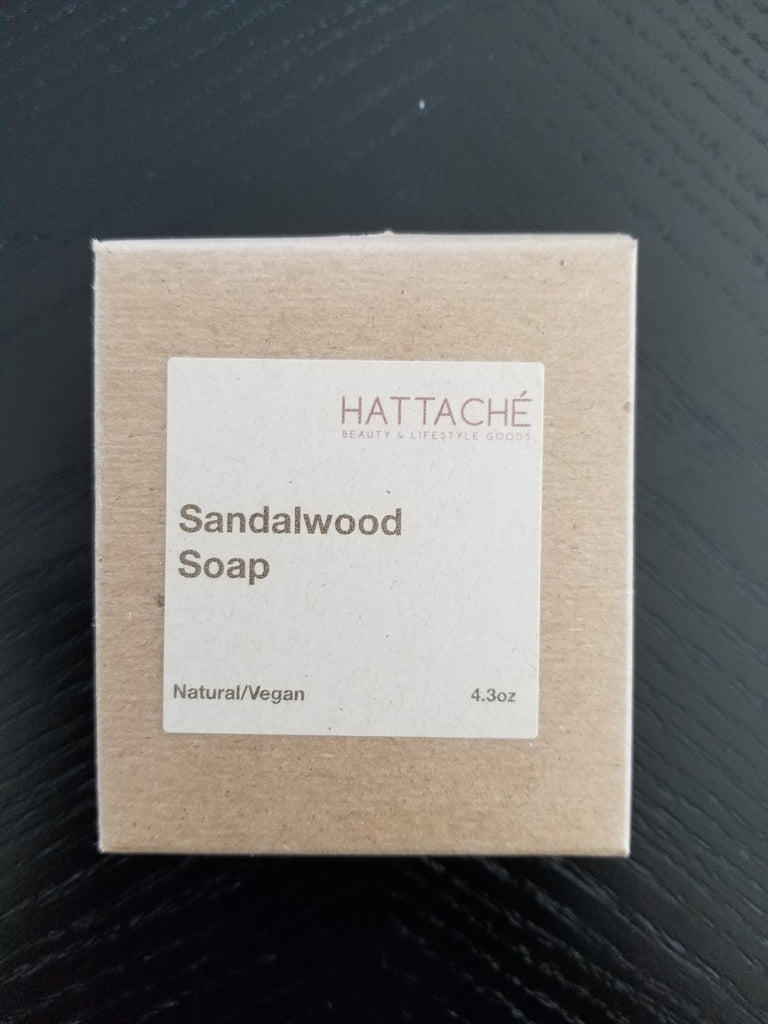 HATTACHÉ
BEAUTY & LIFESTYLE GOODS
Sandalwood
Soap
Natural/Vegan 4.3oz